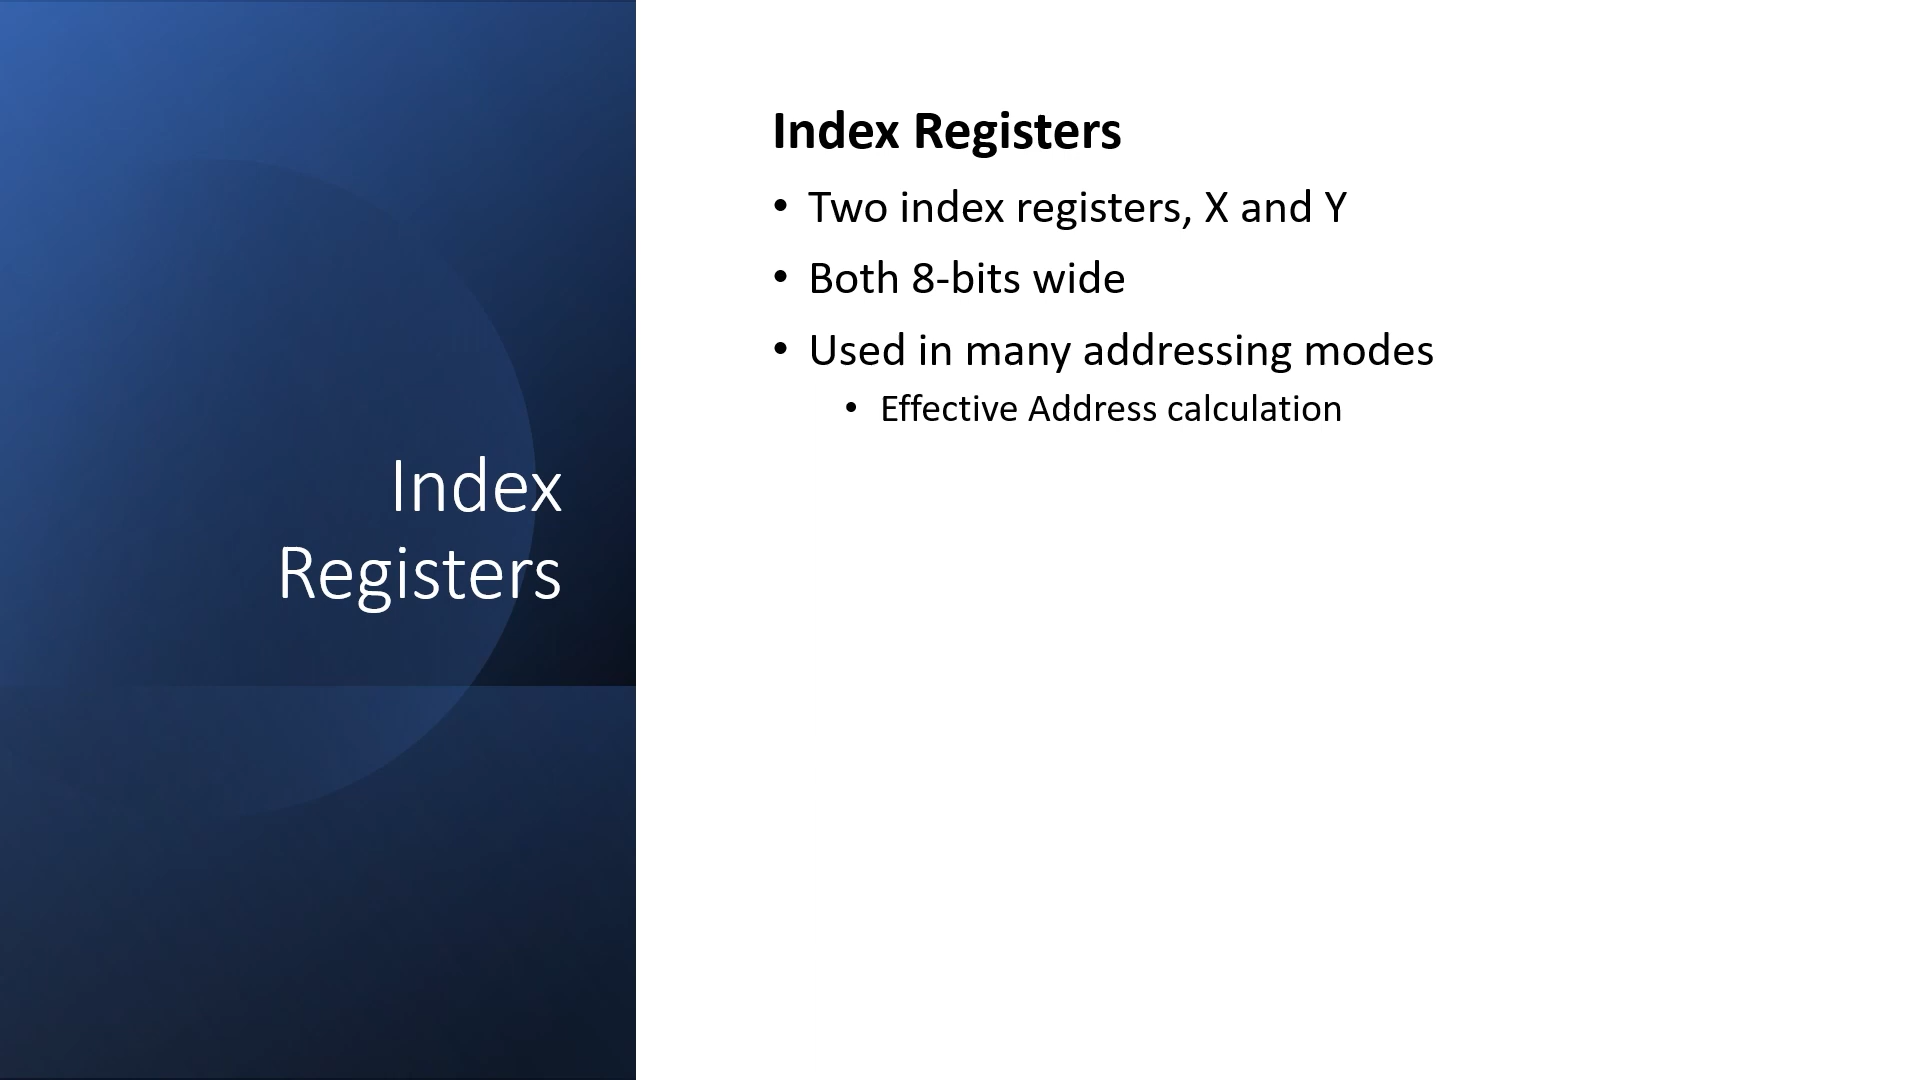 Index
Registers
Index Registers
• Two index registers, X and Y
• Both 8-bits wide
• Used in many addressing modes
• Effective Address calculation